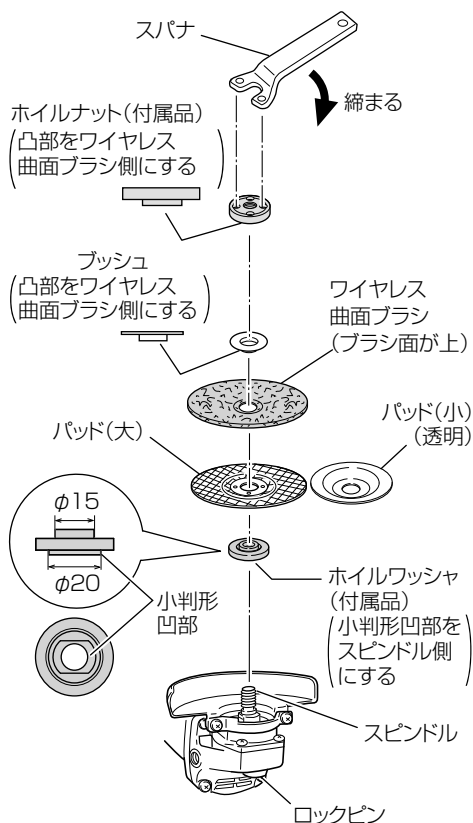 スパナ
締まる
ホイルナット(付属品)
(凸部をワイヤレス
曲面ブラシ側にする)
ブッシュ
(凸部をワイヤレス
曲面ブラシ側にする)
ワイヤレス
曲面ブラシ
(ブラシ面が上)
パッド(大)
パッド(小)
(透明)
φ15
φ20
小判形
凹部
ホイルワッシャ
(付属品)
(小判形凹部を
スピンドル側
にする)
スピンドル
ロックピン